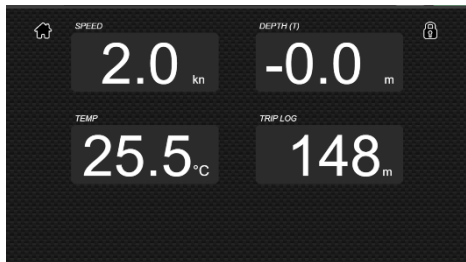 SPEED
2.0 kn
DEPTH (T)
-0.0 m
TEMP
25.5 °C
TRIP LOG
148 m